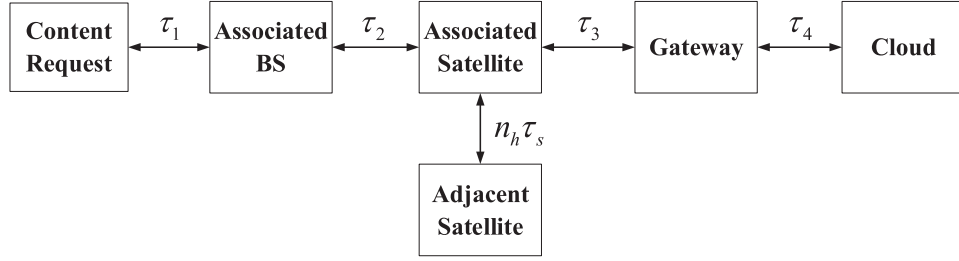 Content
Request
τ₁
Associated
BS
τ₂
Associated
Satellite
τ₃
Gateway
τ₄
Cloud
nₕτₛ
Adjacent
Satellite